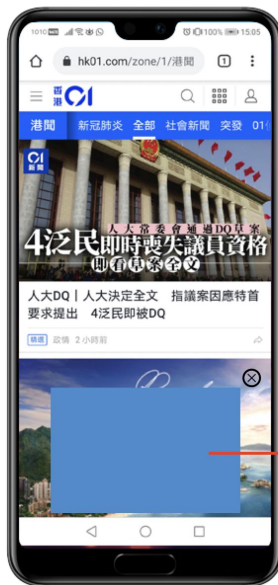 1010 100% 15:05
hk01.com/zone/1/港聞 1
香港01
港聞 新冠肺炎 全部 社會新聞 突發 01
01
新聞
人大常委會通過DQ草案
4泛民即時喪失議員資格
即看草案全文
人大DQ｜人大決定全文　指議案因應特首
要求提出　4泛民即被DQ
精選 政情 2小時前